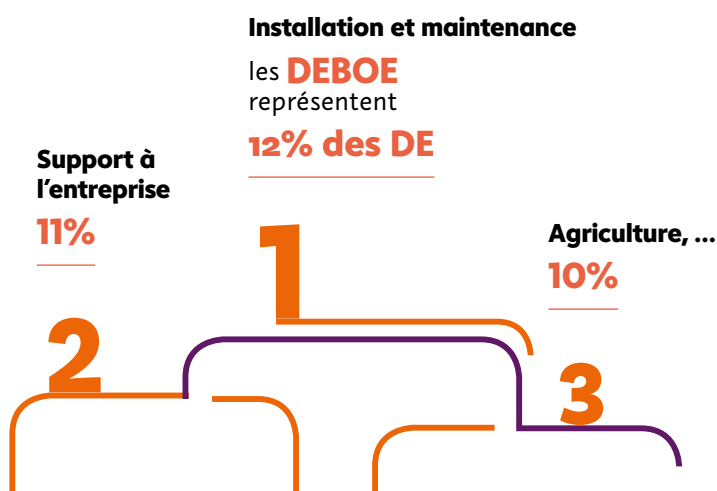 Installation et maintenance
les DEBOE
représentent
12% des DE
1
Support à
l'entreprise
11%
2
Agriculture, ...
10%
3